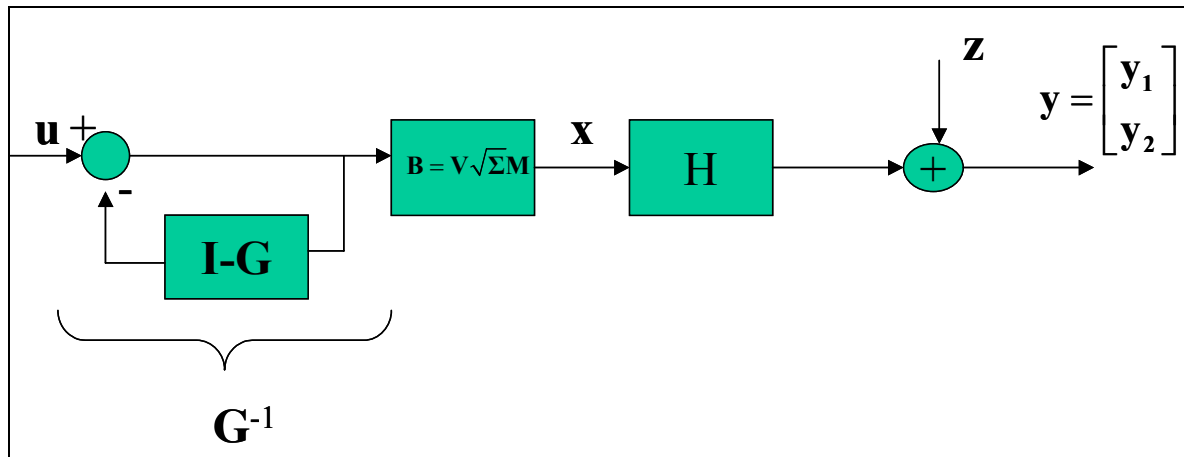 z
y = [y₁ y₂]
u +
-
B = V√ΣM
x
H
+
I-G
G⁻¹